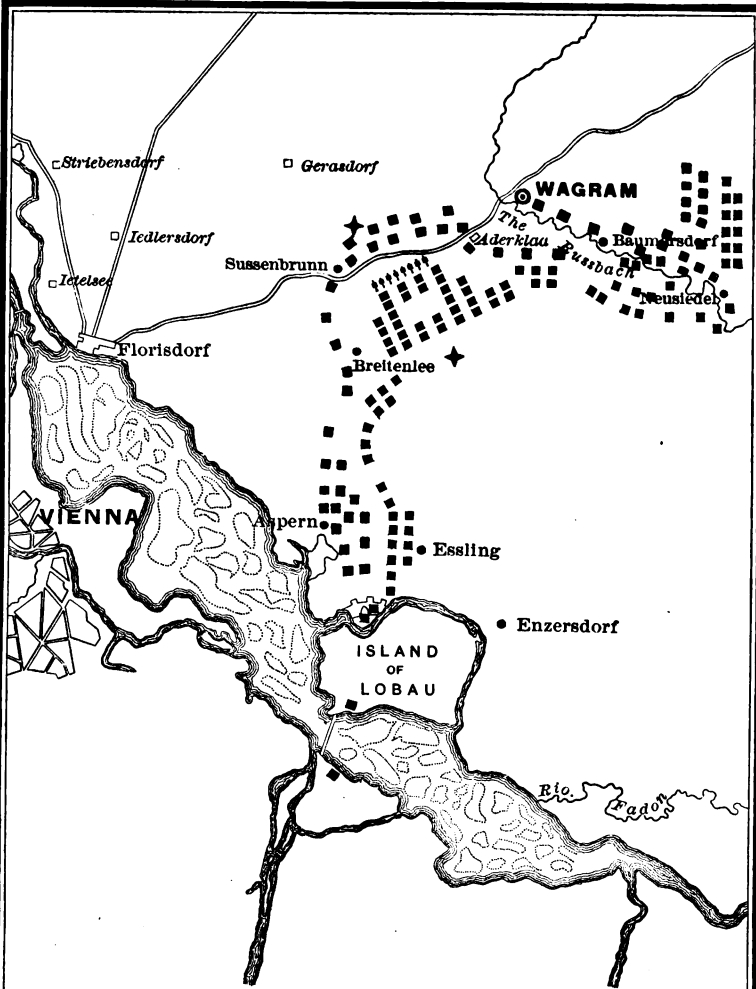 Striebensdorf
Gerasdorf
WAGRAM
Iedlersdorf
The Russbach
Aderklau
Baumersdorf
Sussenbrunn
Ietelsee
Neusiedel
Florisdorf
Breitenlee
VIENNA
Aspern
Essling
Enzersdorf
ISLAND
OF
LOBAU
Rio Fadon